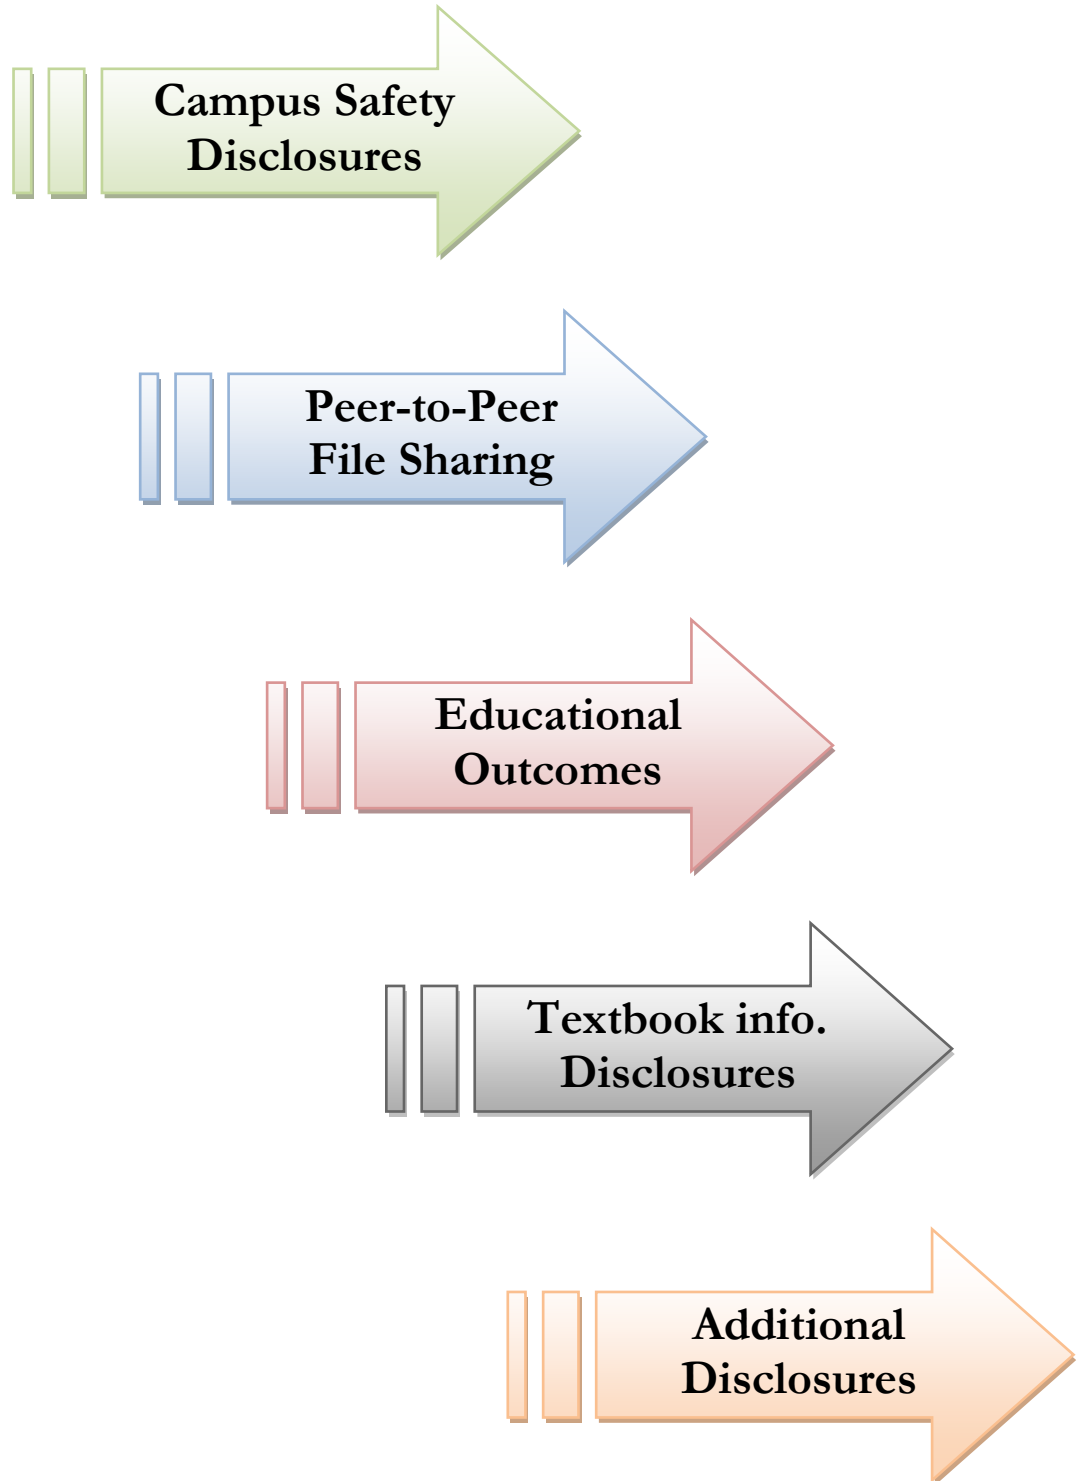 Campus Safety
Disclosures
Peer-to-Peer
File Sharing
Educational
Outcomes
Textbook info.
Disclosures
Additional
Disclosures